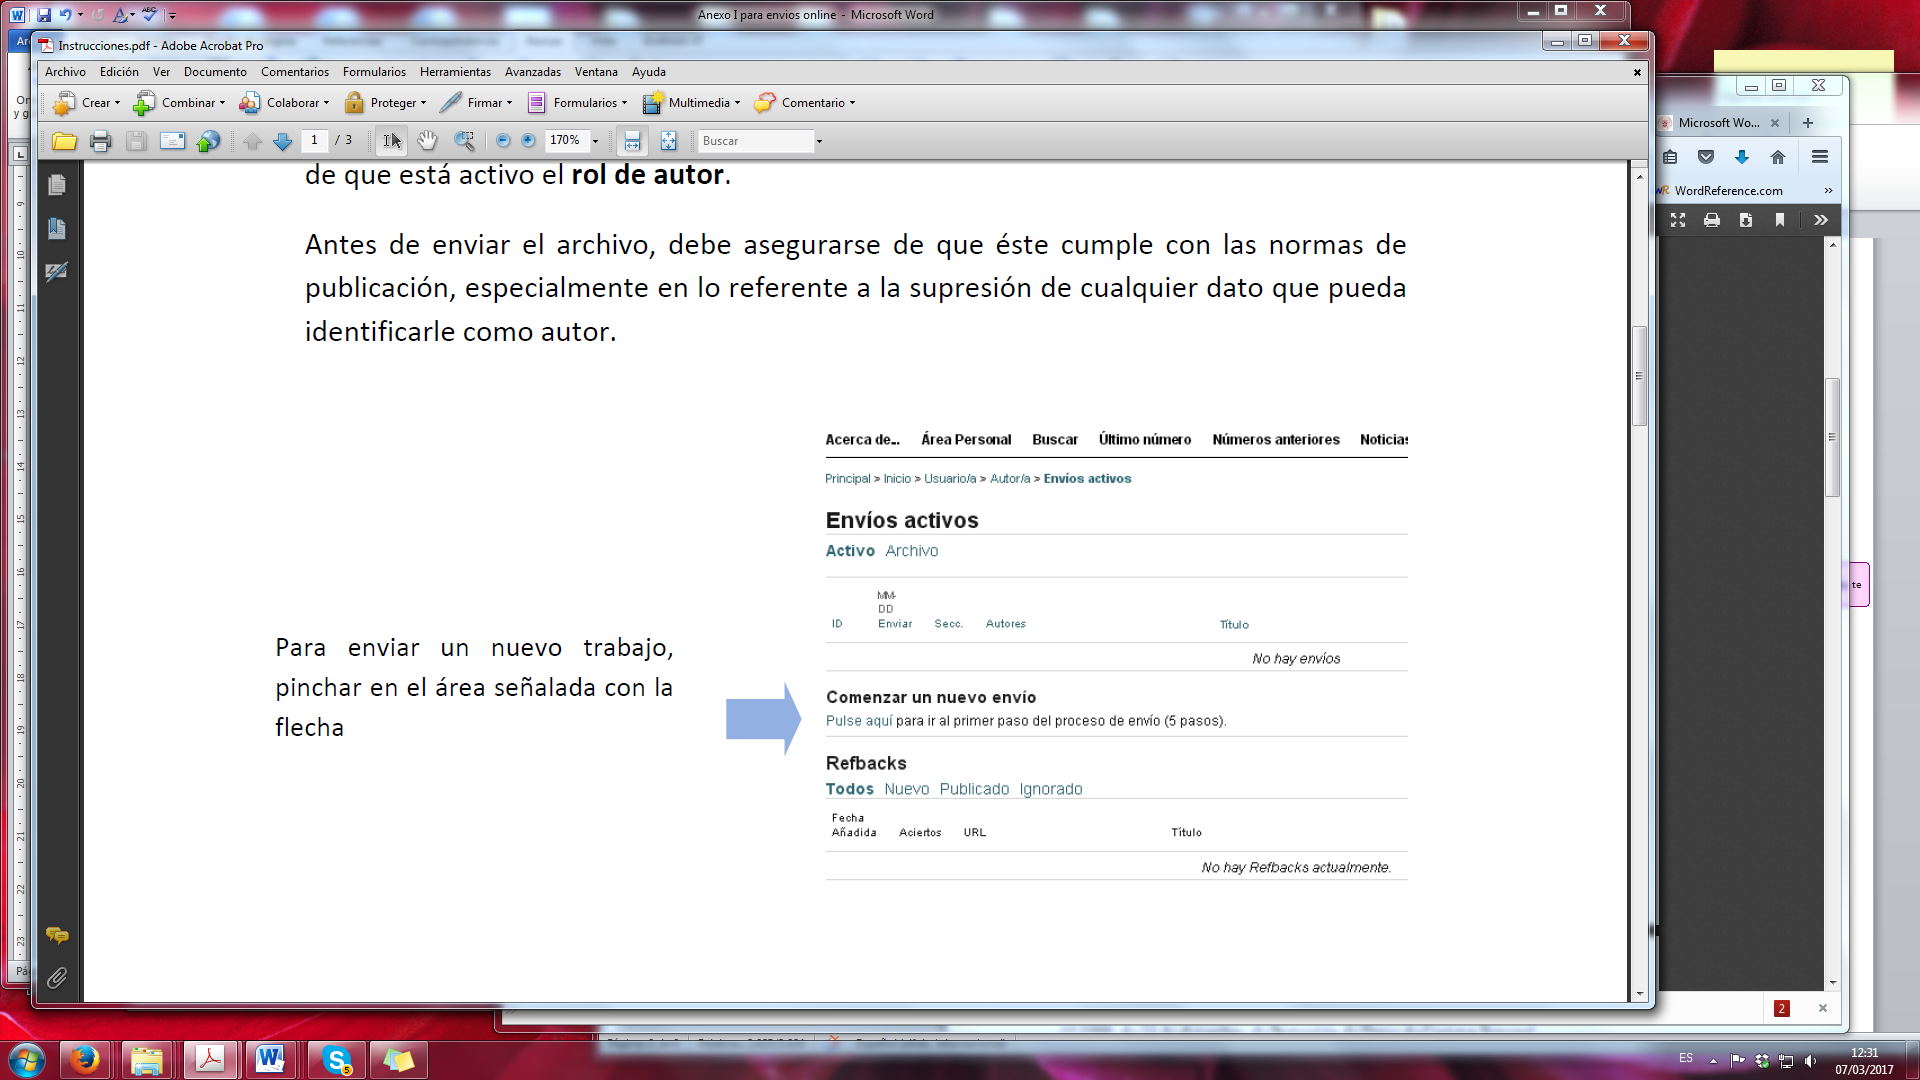 Anexo I para envios online - Microsoft Word
Instrucciones.pdf - Adobe Acrobat Pro
Archivo Edición Ver Documento Comentarios Formularios Herramientas Avanzadas Ventana Ayuda
Crear Combinar Colaborar Proteger Firmar Formularios Multimedia Comentario
1 / 3 170% Buscar
de que está activo el rol de autor.
Antes de enviar el archivo, debe asegurarse de que éste cumple con las normas de
publicación, especialmente en lo referente a la supresión de cualquier dato que pueda
identificarle como autor.
Para enviar un nuevo trabajo,
pinchar en el área señalada con la
flecha
Acerca de... Área Personal Buscar Último número Números anteriores Noticias
Principal > Inicio > Usuario/a > Autor/a > Envíos activos
Envíos activos
Activo Archivo
MM-
DD
ID Enviar Secc. Autores Título
No hay envíos
Comenzar un nuevo envío
Pulse aquí para ir al primer paso del proceso de envío (5 pasos).
Refbacks
Todos Nuevo Publicado Ignorado
Fecha
Añadida Aciertos URL Título
No hay Refbacks actualmente.
Microsoft Wo...
WordReference.com
te
2
ES
12:31
07/03/2017